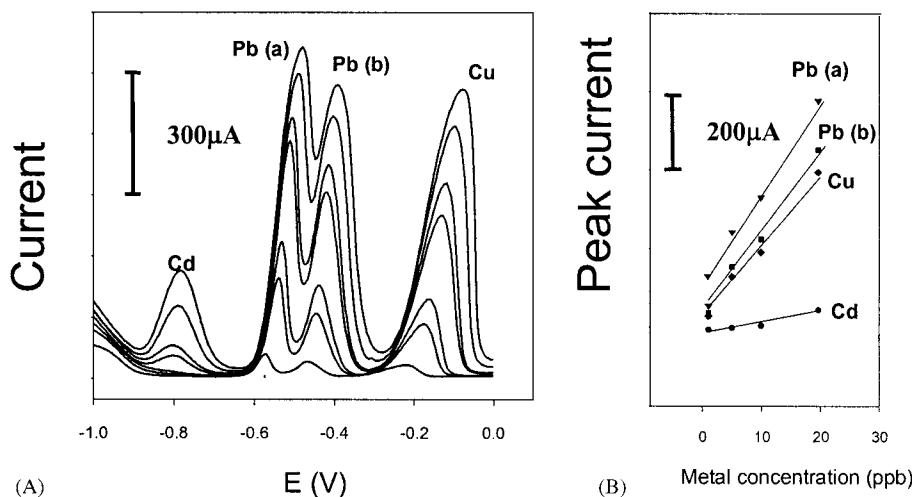 Pb (a)
Pb (b)
Cu
300µA
Cd
Current
-1.0
-0.8
-0.6
-0.4
-0.2
0.0
E (V)
(A)
B)
Pb (a)
200µA
Pb (b)
Cu
Cd
Peak current
0
10
20
30
Metal concentration (ppb)
(B)